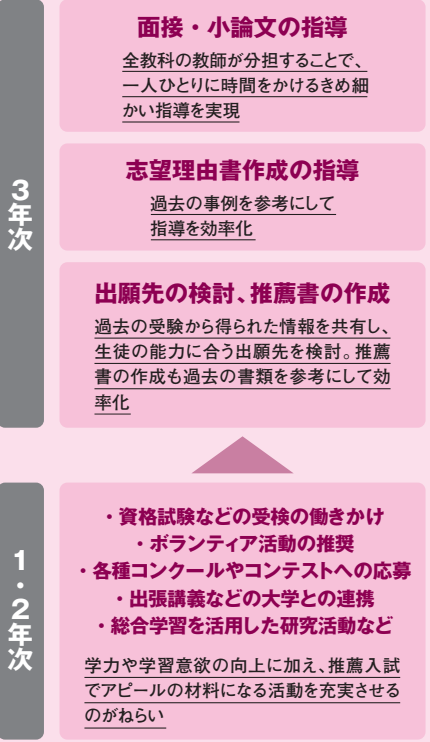 3年次
面接・小論文の指導
全教科の教師が分担することで、
一人ひとりに時間をかけるきめ細
かい指導を実現
志望理由書作成の指導
過去の事例を参考にして
指導を効率化
出願先の検討、推薦書の作成
過去の受験から得られた情報を共有し、
生徒の能力に合う出願先を検討。推薦
書の作成も過去の書類を参考にして効
率化
1・2年次
・資格試験などの受検の働きかけ
・ボランティア活動の推奨
・各種コンクールやコンテストへの応募
・出張講義などの大学との連携
・総合学習を活用した研究活動など
学力や学習意欲の向上に加え、推薦入試
でアピールの材料になる活動を充実させる
のがねらい